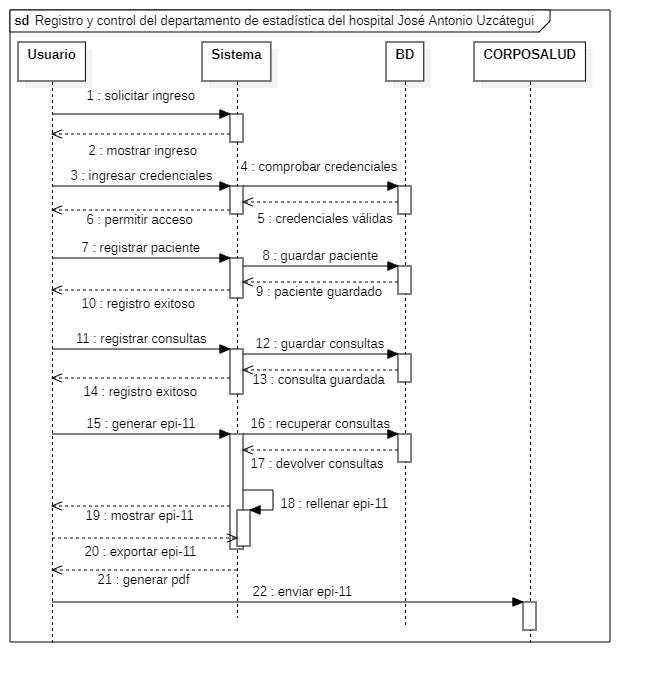 sd Registro y control del departamento de estadística del hospital José Antonio Uzcátegui
Usuario
Sistema
BD
CORPOSALUD
1 : solicitar ingreso
2 : mostrar ingreso
3 : ingresar credenciales
4 : comprobar credenciales
5 : credenciales válidas
6 : permitir acceso
7 : registrar paciente
8 : guardar paciente
9 : paciente guardado
10 : registro exitoso
11 : registrar consultas
12 : guardar consultas
13 : consulta guardada
14 : registro exitoso
15 : generar epi-11
16 : recuperar consultas
17 : devolver consultas
18 : rellenar epi-11
19 : mostrar epi-11
20 : exportar epi-11
21 : generar pdf
22 : enviar epi-11